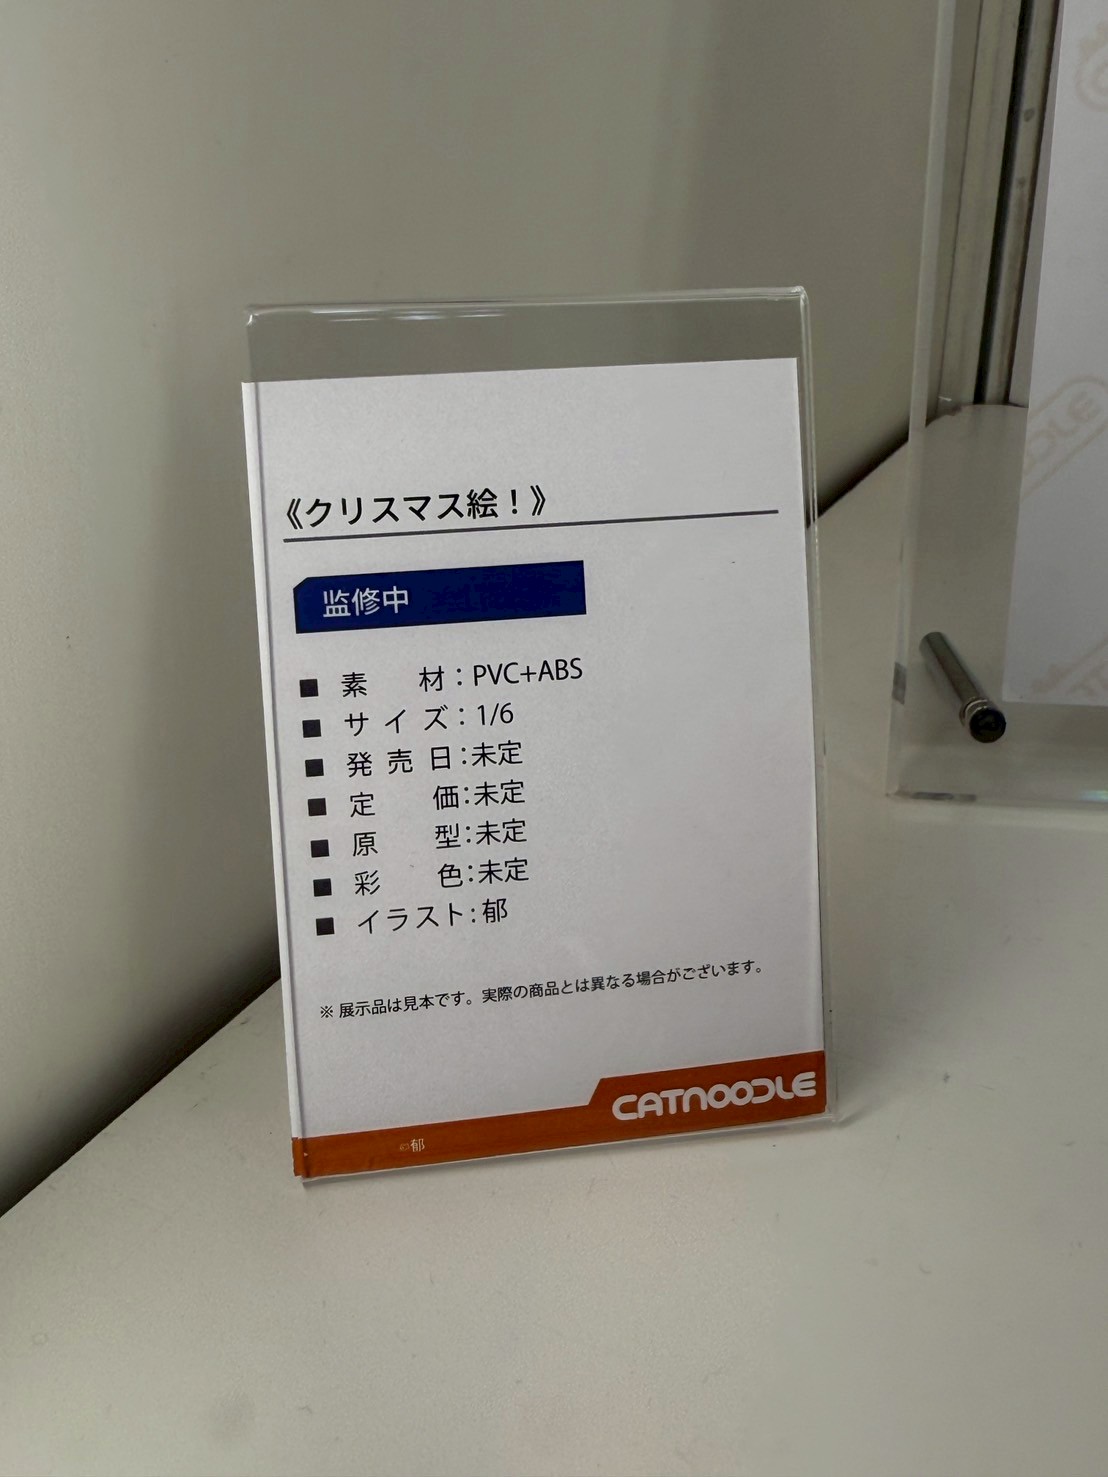 《クリスマス絵！》
监修中
■ 素材：PVC+ABS
■ サイズ：1/6
■ 発売日：未定
■ 定価：未定
■ 原型：未定
■ 彩色：未定
■ イラスト：郁
※ 展示品は見本です。実際の商品とは異なる場合がございます。
CATNOODLE
©郁